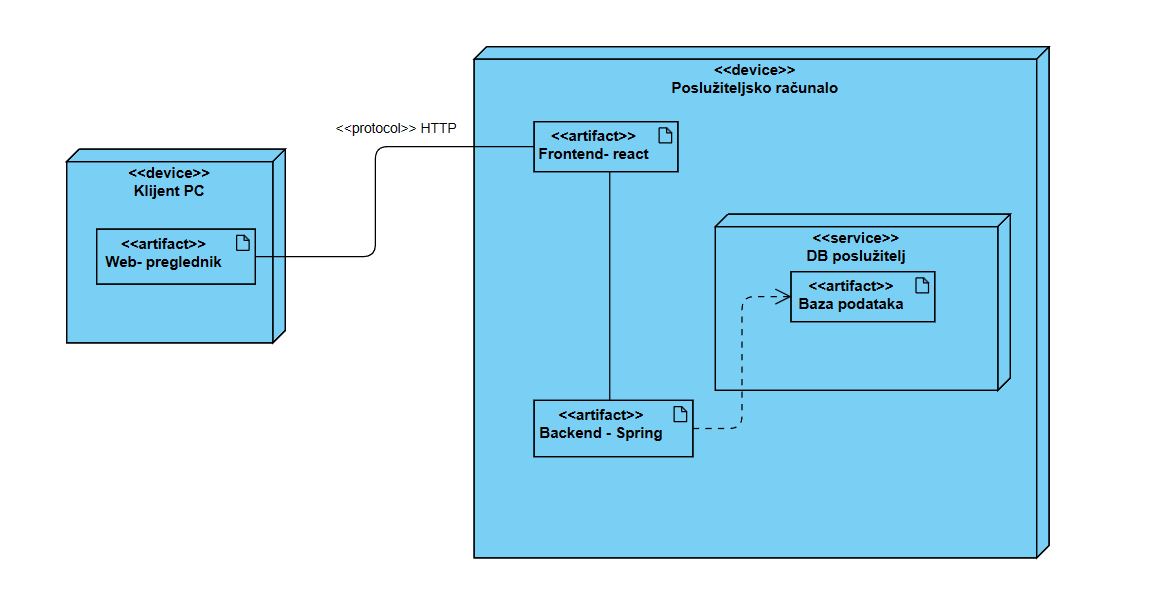 <<device>>
Poslužiteljsko računalo
<<protocol>> HTTP
<<artifact>>
Frontend- react
<<device>>
Klijent PC
<<artifact>>
Web- preglednik
<<service>>
DB poslužitelj
<<artifact>>
Baza podataka
<<artifact>>
Backend - Spring